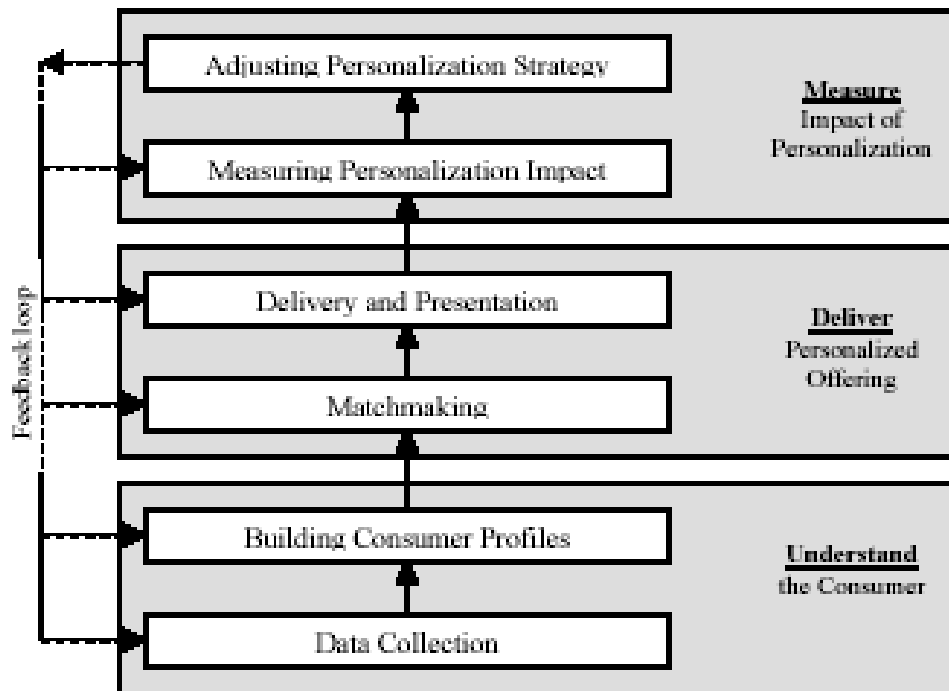 Adjusting Personalization Strategy
Measuring Personalization Impact
Measure
Impact of
Personalization
Delivery and Presentation
Matchmaking
Deliver
Personalized
Offering
Building Consumer Profiles
Data Collection
Understand
the Consumer
Feedback loop